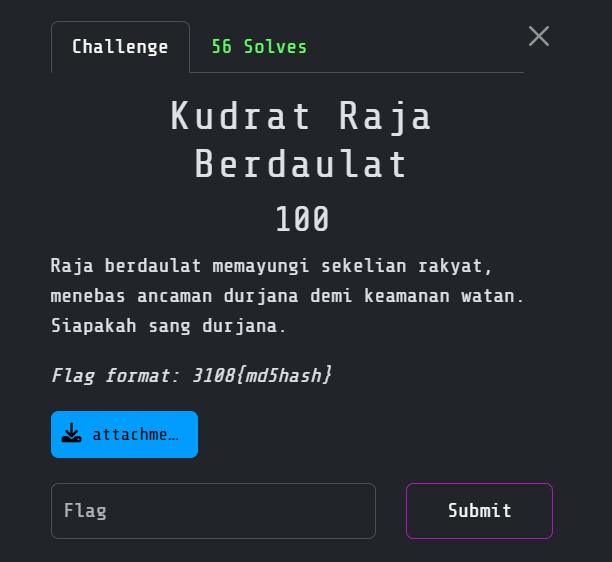 Challenge
56 Solves
Kudrat Raja
Berdaulat
100
Raja berdaulat memayungi sekelian rakyat,
menebas ancaman durjana demi keamanan watan.
Siapakah sang durjana.
Flag format: 3108{md5hash}
attachme…
Flag
Submit